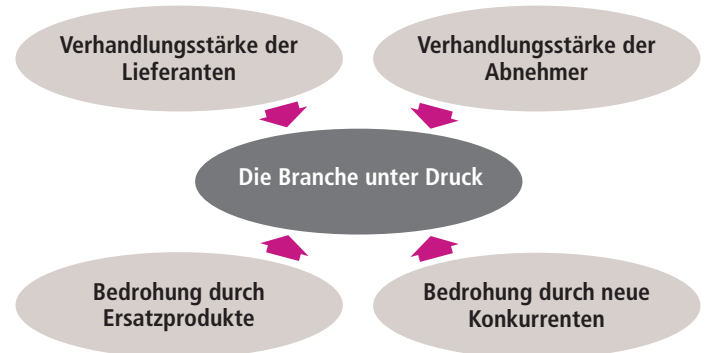 Verhandlungsstärke der
Lieferanten
Verhandlungsstärke der
Abnehmer
Die Branche unter Druck
Bedrohung durch
Ersatzprodukte
Bedrohung durch neue
Konkurrenten